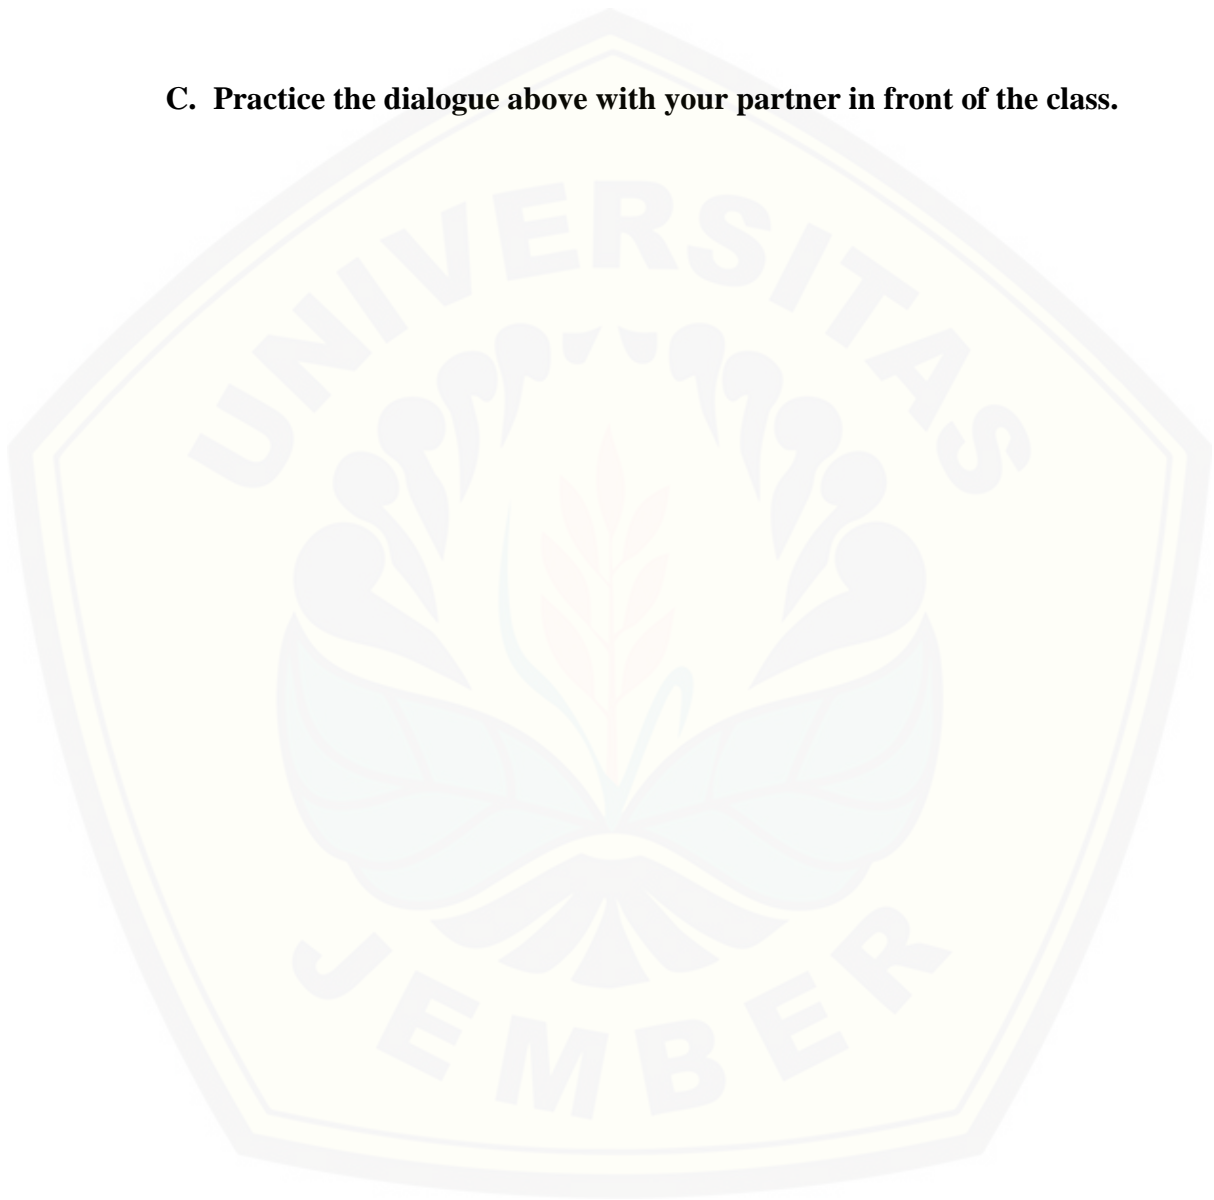 C. Practice the dialogue above with your partner in front of the class.
UNIVERSITAS
JEMBER